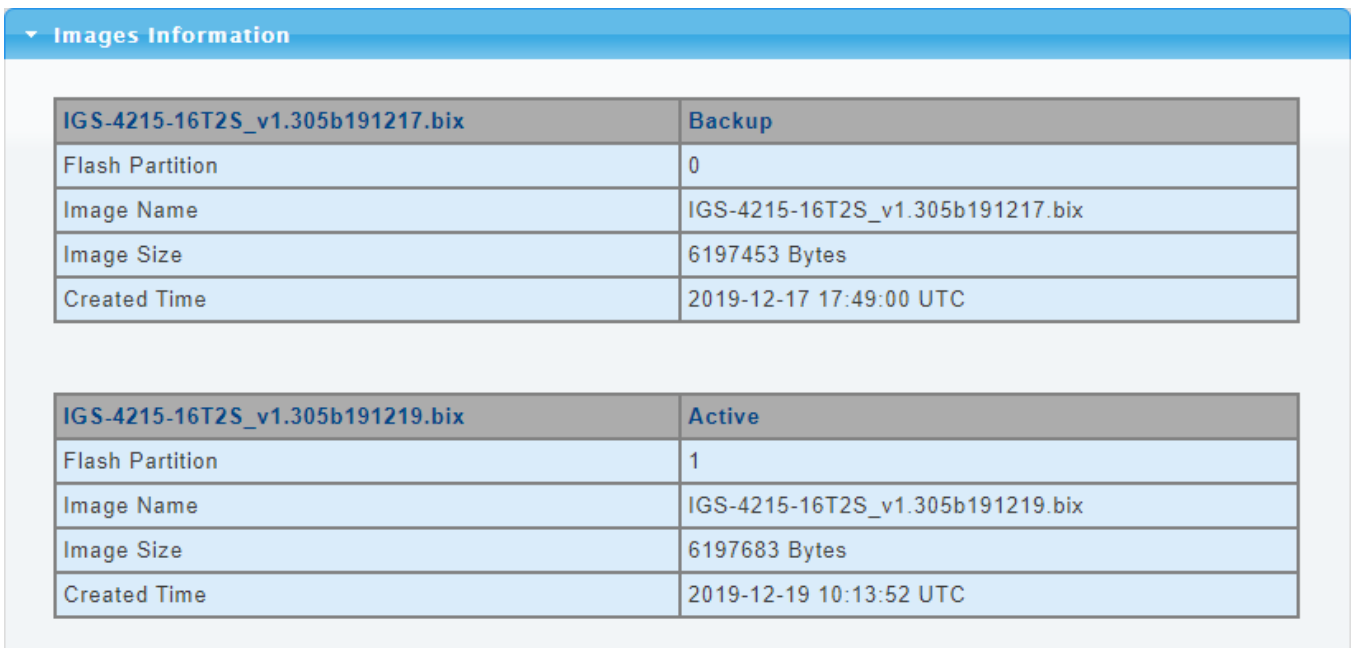 Images Information
IGS-4215-16T2S_v1.305b191217.bix Backup
Flash Partition 0
Image Name IGS-4215-16T2S_v1.305b191217.bix
Image Size 6197453 Bytes
Created Time 2019-12-17 17:49:00 UTC
IGS-4215-16T2S_v1.305b191219.bix Active
Flash Partition 1
Image Name IGS-4215-16T2S_v1.305b191219.bix
Image Size 6197683 Bytes
Created Time 2019-12-19 10:13:52 UTC